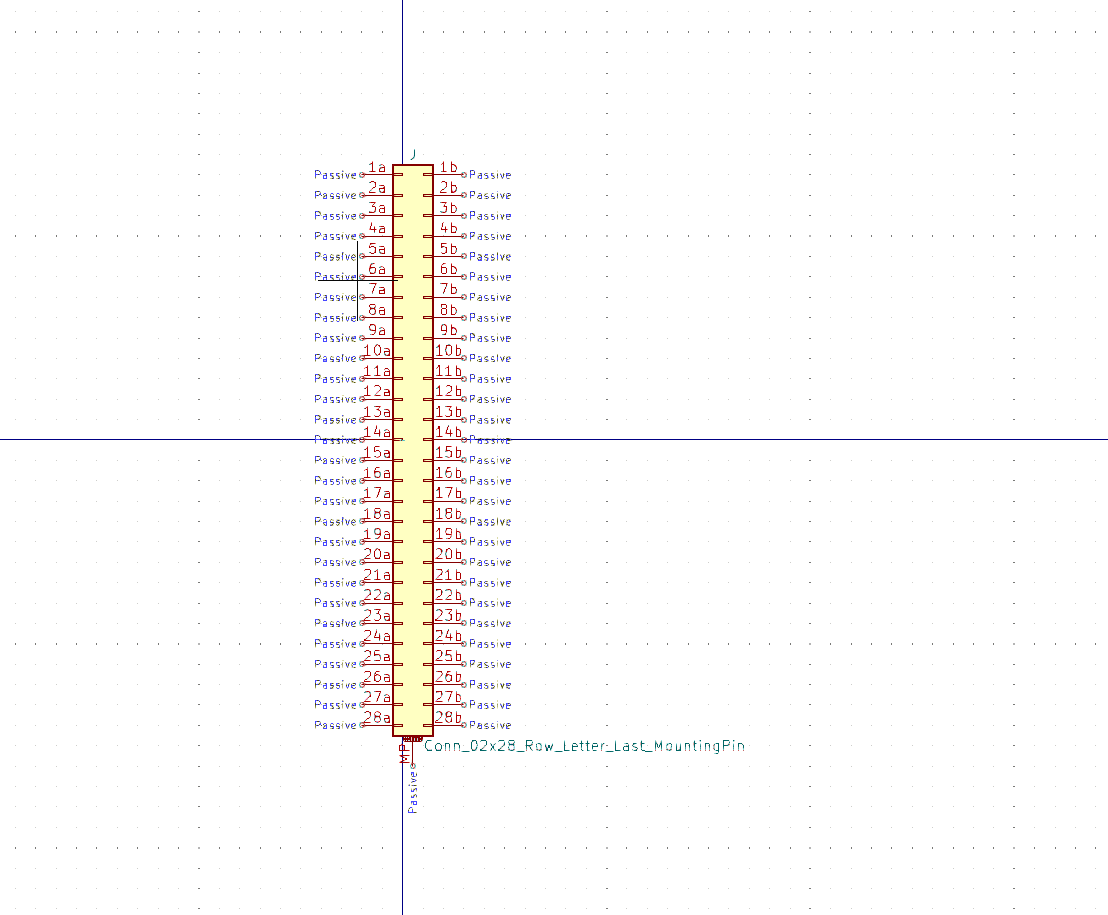 J
Passive 1a 1b Passive
Passive 2a 2b Passive
Passive 3a 3b Passive
Passive 4a 4b Passive
Passive 5a 5b Passive
Passive 6a 6b Passive
Passive 7a 7b Passive
Passive 8a 8b Passive
Passive 9a 9b Passive
Passive 10a 10b Passive
Passive 11a 11b Passive
Passive 12a 12b Passive
Passive 13a 13b Passive
Passive 14a 14b Passive
Passive 15a 15b Passive
Passive 16a 16b Passive
Passive 17a 17b Passive
Passive 18a 18b Passive
Passive 19a 19b Passive
Passive 20a 20b Passive
Passive 21a 21b Passive
Passive 22a 22b Passive
Passive 23a 23b Passive
Passive 24a 24b Passive
Passive 25a 25b Passive
Passive 26a 26b Passive
Passive 27a 27b Passive
Passive 28a 28b Passive
MP Conn_02x28_Row_Letter_Last_MountingPin
Passive